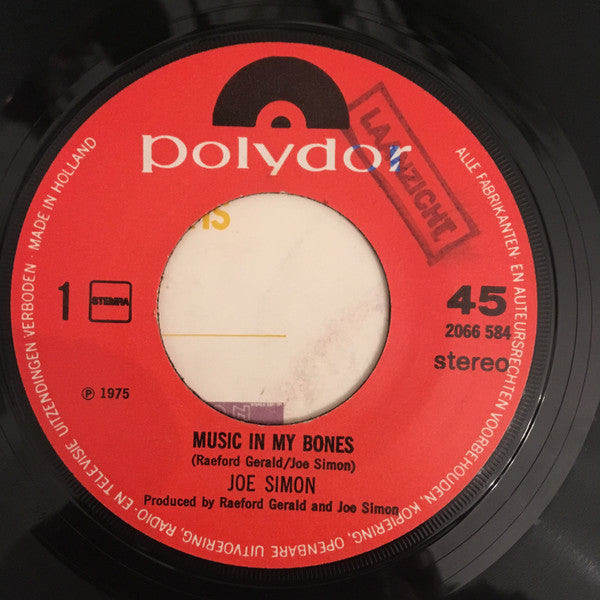 polydor
LAANZICHT.
45
2066 584
stereo
1 STEMRA
℗ 1975
MUSIC IN MY BONES
(Raeford Gerald/Joe Simon)
JOE SIMON
Produced by Raeford Gerald and Joe Simon
ALLE FABRIKANTEN- EN AUTEURSRECHTEN VOORBEHOUDEN. KOPIERING, OPENBARE UITVOERING, RADIO- EN TELEVISIE UITZENDINGEN VERBODEN · MADE IN HOLLAND